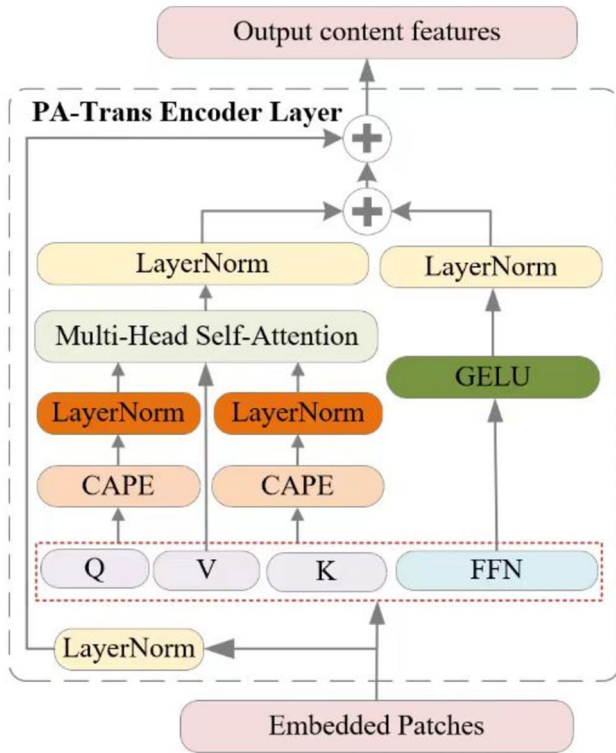 Output content features
PA-Trans Encoder Layer
LayerNorm
LayerNorm
Multi-Head Self-Attention
GELU
LayerNorm
LayerNorm
CAPE
CAPE
Q
V
K
FFN
LayerNorm
Embedded Patches